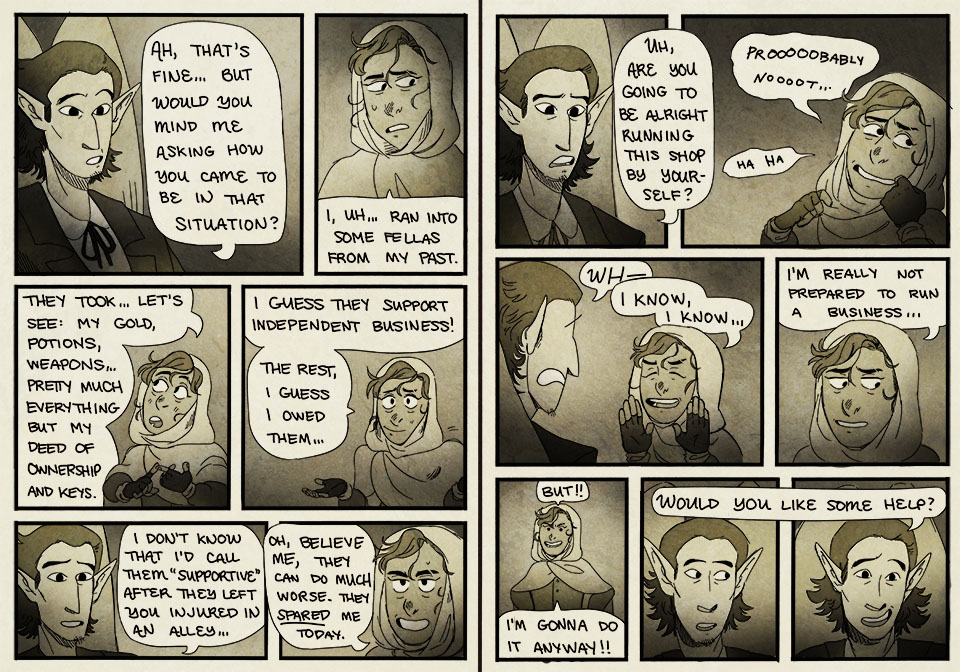 AH, THAT'S
FINE... BUT
WOULD YOU
MIND ME
ASKING HOW
YOU CAME TO
BE IN THAT
SITUATION?
I, UH... RAN INTO
SOME FELLAS
FROM MY PAST.
THEY TOOK... LET'S
SEE: MY GOLD,
POTIONS,
WEAPONS...
PRETTY MUCH
EVERYTHING
BUT MY
DEED OF
OWNERSHIP
AND KEYS.
I GUESS THEY SUPPORT
INDEPENDENT BUSINESS!
THE REST,
I GUESS
I OWED
THEM...
I DON'T KNOW
THAT I'D CALL
THEM "SUPPORTIVE"
AFTER THEY LEFT
YOU INJURED IN
AN ALLEY...
OH, BELIEVE
ME, THEY
CAN DO MUCH
WORSE. THEY
SPARED ME
TODAY.
UH,
ARE YOU
GOING TO
BE ALRIGHT
RUNNING
THIS SHOP
BY YOUR-
SELF?
PROOOOOBABLY
NOOOOT...
HA HA
WH—
I KNOW,
I KNOW...
I'M REALLY NOT
PREPARED TO RUN
A BUSINESS...
BUT!!
I'M GONNA DO
IT ANYWAY!!
WOULD YOU LIKE SOME HELP?